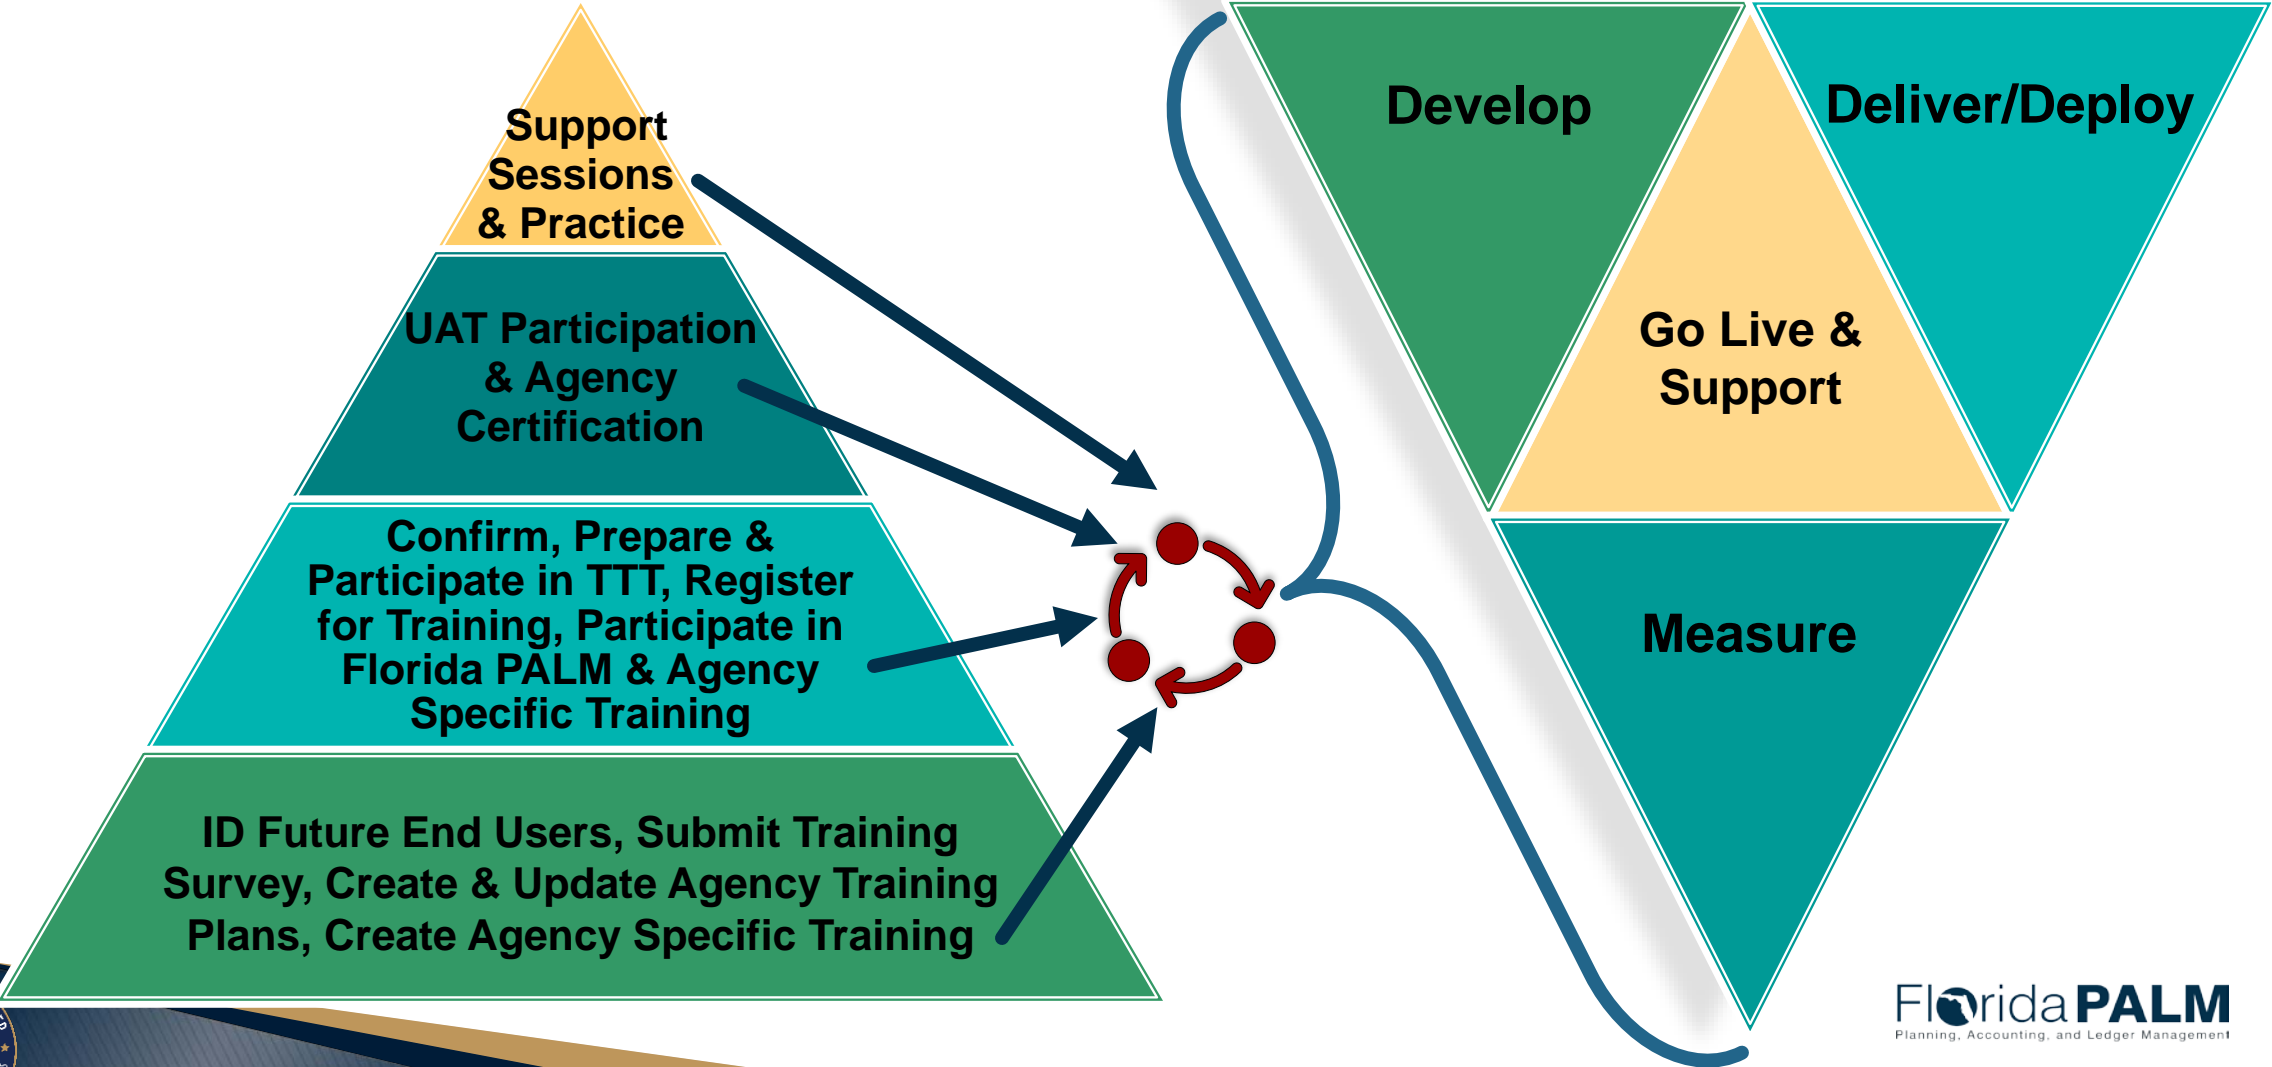 Support
Sessions
& Practice
UAT Participation
& Agency
Certification
Confirm, Prepare &
Participate in TTT, Register
for Training, Participate in
Florida PALM & Agency
Specific Training
ID Future End Users, Submit Training
Survey, Create & Update Agency Training
Plans, Create Agency Specific Training
Develop
Deliver/Deploy
Go Live &
Support
Measure
Florida PALM
Planning, Accounting, and Ledger Management